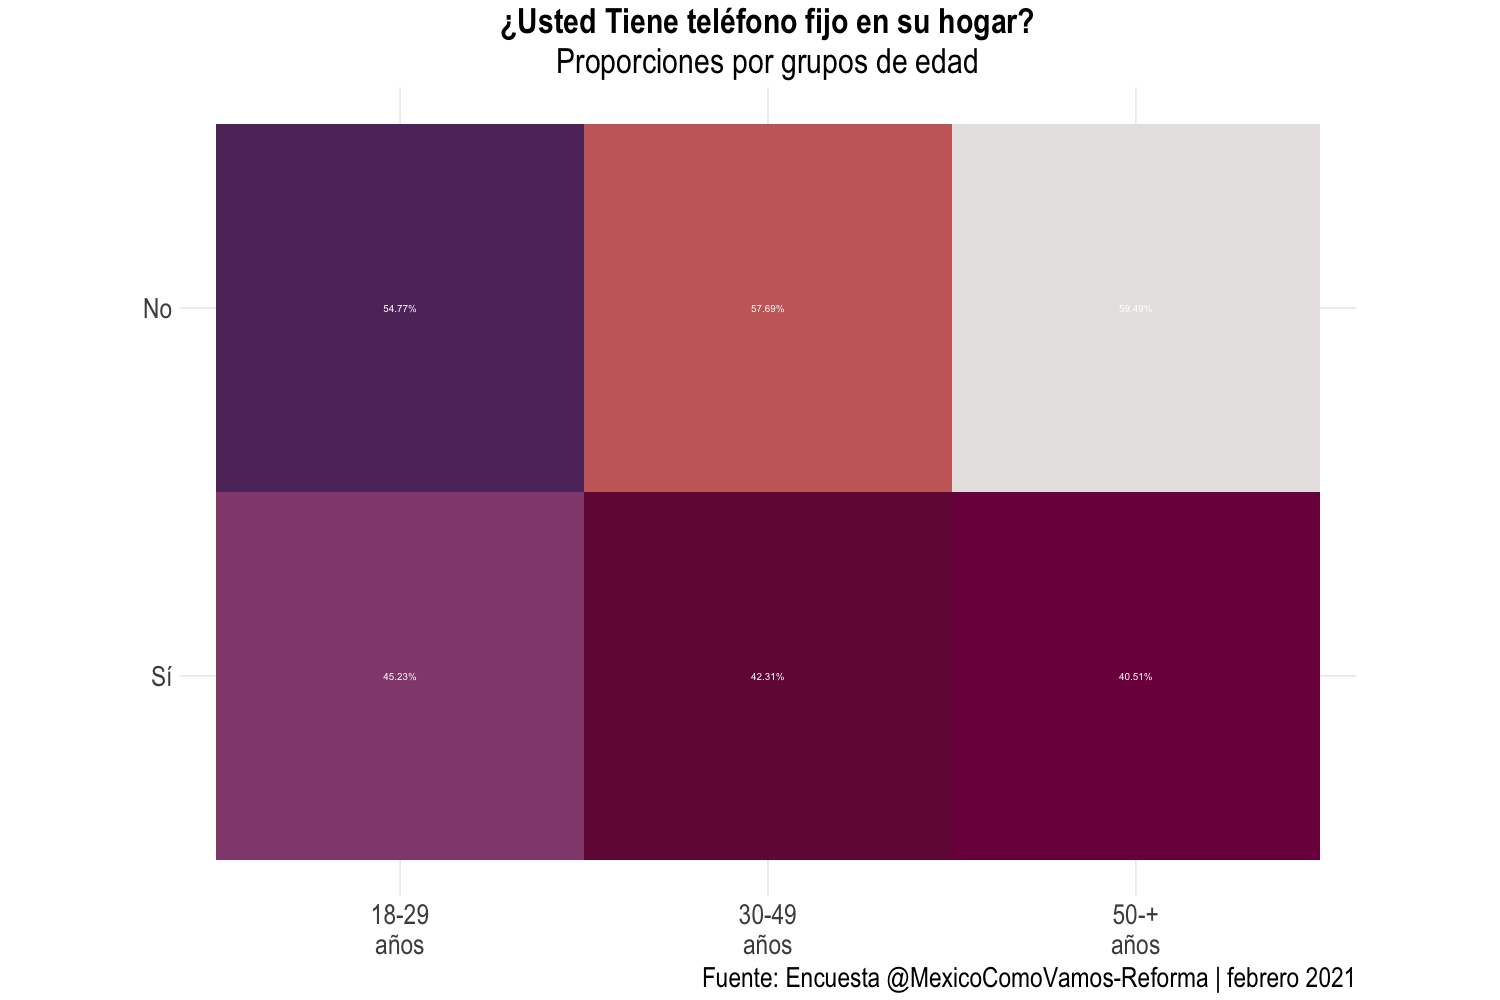 ¿Usted Tiene teléfono fijo en su hogar?
Proporciones por grupos de edad
No
54.77%
57.69%
59.49%
Sí
45.23%
42.31%
40.51%
18-29
años
30-49
años
50-+
años
Fuente: Encuesta @MexicoComoVamos-Reforma | febrero 2021